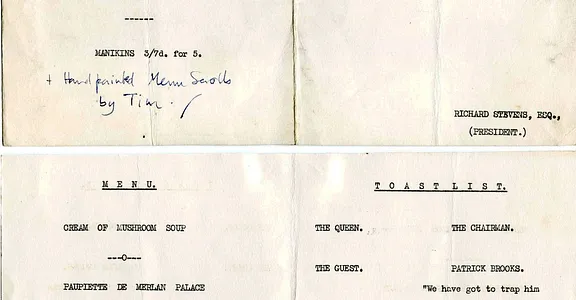 ------
MANIKINS 3/7d. for 5.
+ Hand painted Menu Scrolls
by Tim.
RICHARD STEVENS, ESQ.,
(PRESIDENT.)
M E N U.
CREAM OF MUSHROOM SOUP
---O---
PAUPIETTE DE MERLAN PALACE
T O A S T L I S T.
THE QUEEN. THE CHAIRMAN.
THE GUEST. PATRICK BROOKS.
"We have got to trap him